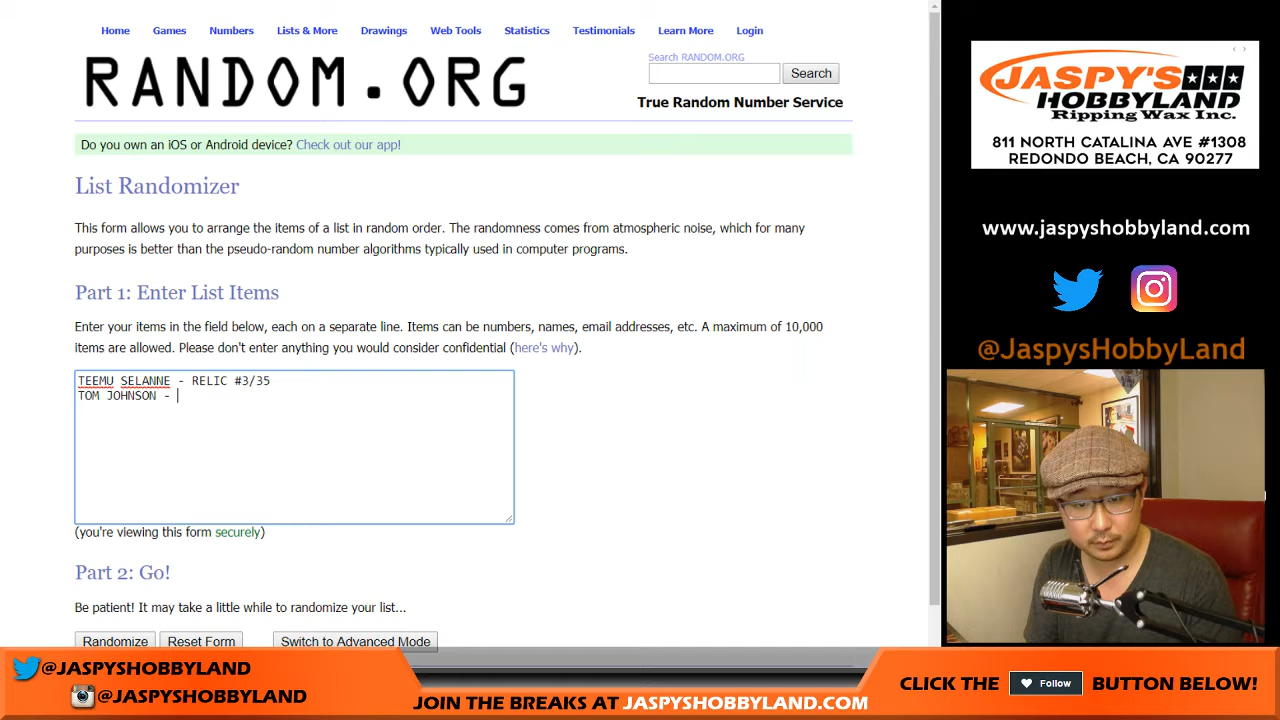 Home Games Numbers Lists & More Drawings Web Tools Statistics Testimonials Learn More Login
RANDOM.ORG
Search RANDOM.ORG
Search
True Random Number Service
Do you own an iOS or Android device? Check out our app!
List Randomizer
This form allows you to arrange the items of a list in random order. The randomness comes from atmospheric noise, which for many
purposes is better than the pseudo-random number algorithms typically used in computer programs.
Part 1: Enter List Items
Enter your items in the field below, each on a separate line. Items can be numbers, names, email addresses, etc. A maximum of 10,000
items are allowed. Please don't enter anything you would consider confidential (here's why).
TEEMU SELANNE - RELIC #3/35
TOM JOHNSON -
(you're viewing this form securely)
Part 2: Go!
Be patient! It may take a little while to randomize your list...
Randomize Reset Form Switch to Advanced Mode
JASPY'S
HOBBYLAND
Ripping Wax Inc.
811 NORTH CATALINA AVE #1308
REDONDO BEACH, CA 90277
www.jaspyshobbyland.com
@JaspysHobbyLand
@JASPYSHOBBYLAND
@JASPYSHOBBYLAND
JOIN THE BREAKS AT JASPYSHOBBYLAND.COM
CLICK THE Follow BUTTON BELOW!